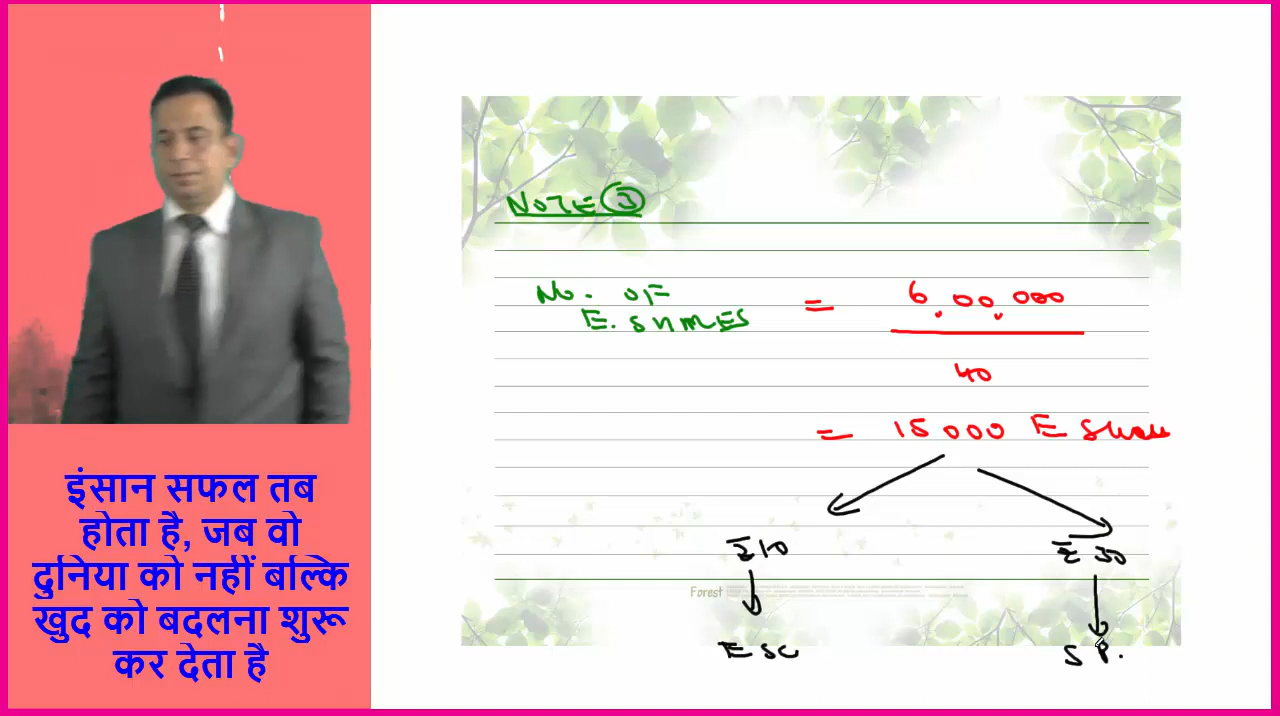 इंसान सफल तब
होता है, जब वो
दुनिया को नहीं बल्कि
खुद को बदलना शुरू
कर देता है
NOTE ③
No. OF
E. SHARES
= 6,00,000
40
= 15000 E Shares
₹10
₹ 30
ESC
S P.
Forest